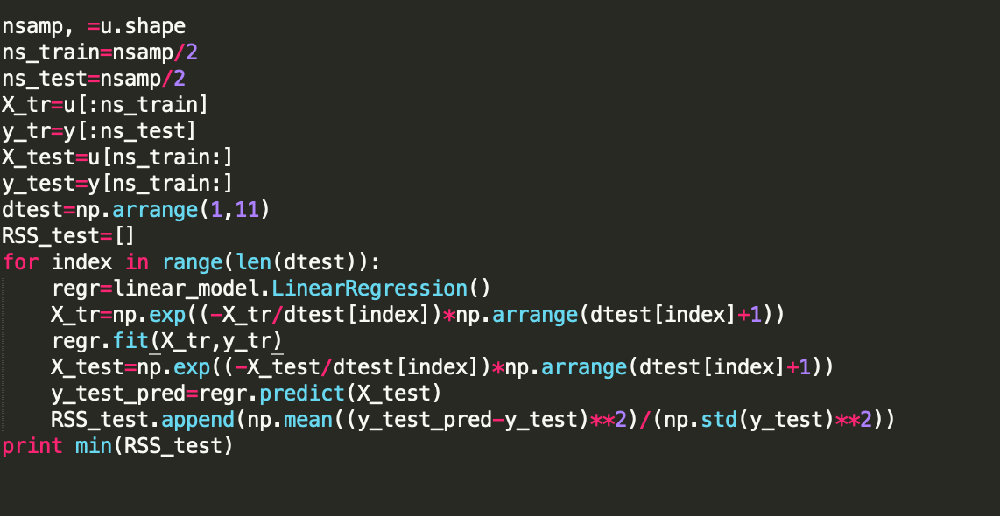 nsamp, =u.shape
ns_train=nsamp/2
ns_test=nsamp/2
X_tr=u[:ns_train]
y_tr=y[:ns_test]
X_test=u[ns_train:]
y_test=y[ns_train:]
dtest=np.arrange(1,11)
RSS_test=[]
for index in range(len(dtest)):
    regr=linear_model.LinearRegression()
    X_tr=np.exp((-X_tr/dtest[index])*np.arrange(dtest[index]+1))
    regr.fit(X_tr,y_tr)
    X_test=np.exp((-X_test/dtest[index])*np.arrange(dtest[index]+1))
    y_test_pred=regr.predict(X_test)
    RSS_test.append(np.mean((y_test_pred-y_test)**2)/(np.std(y_test)**2))
print min(RSS_test)